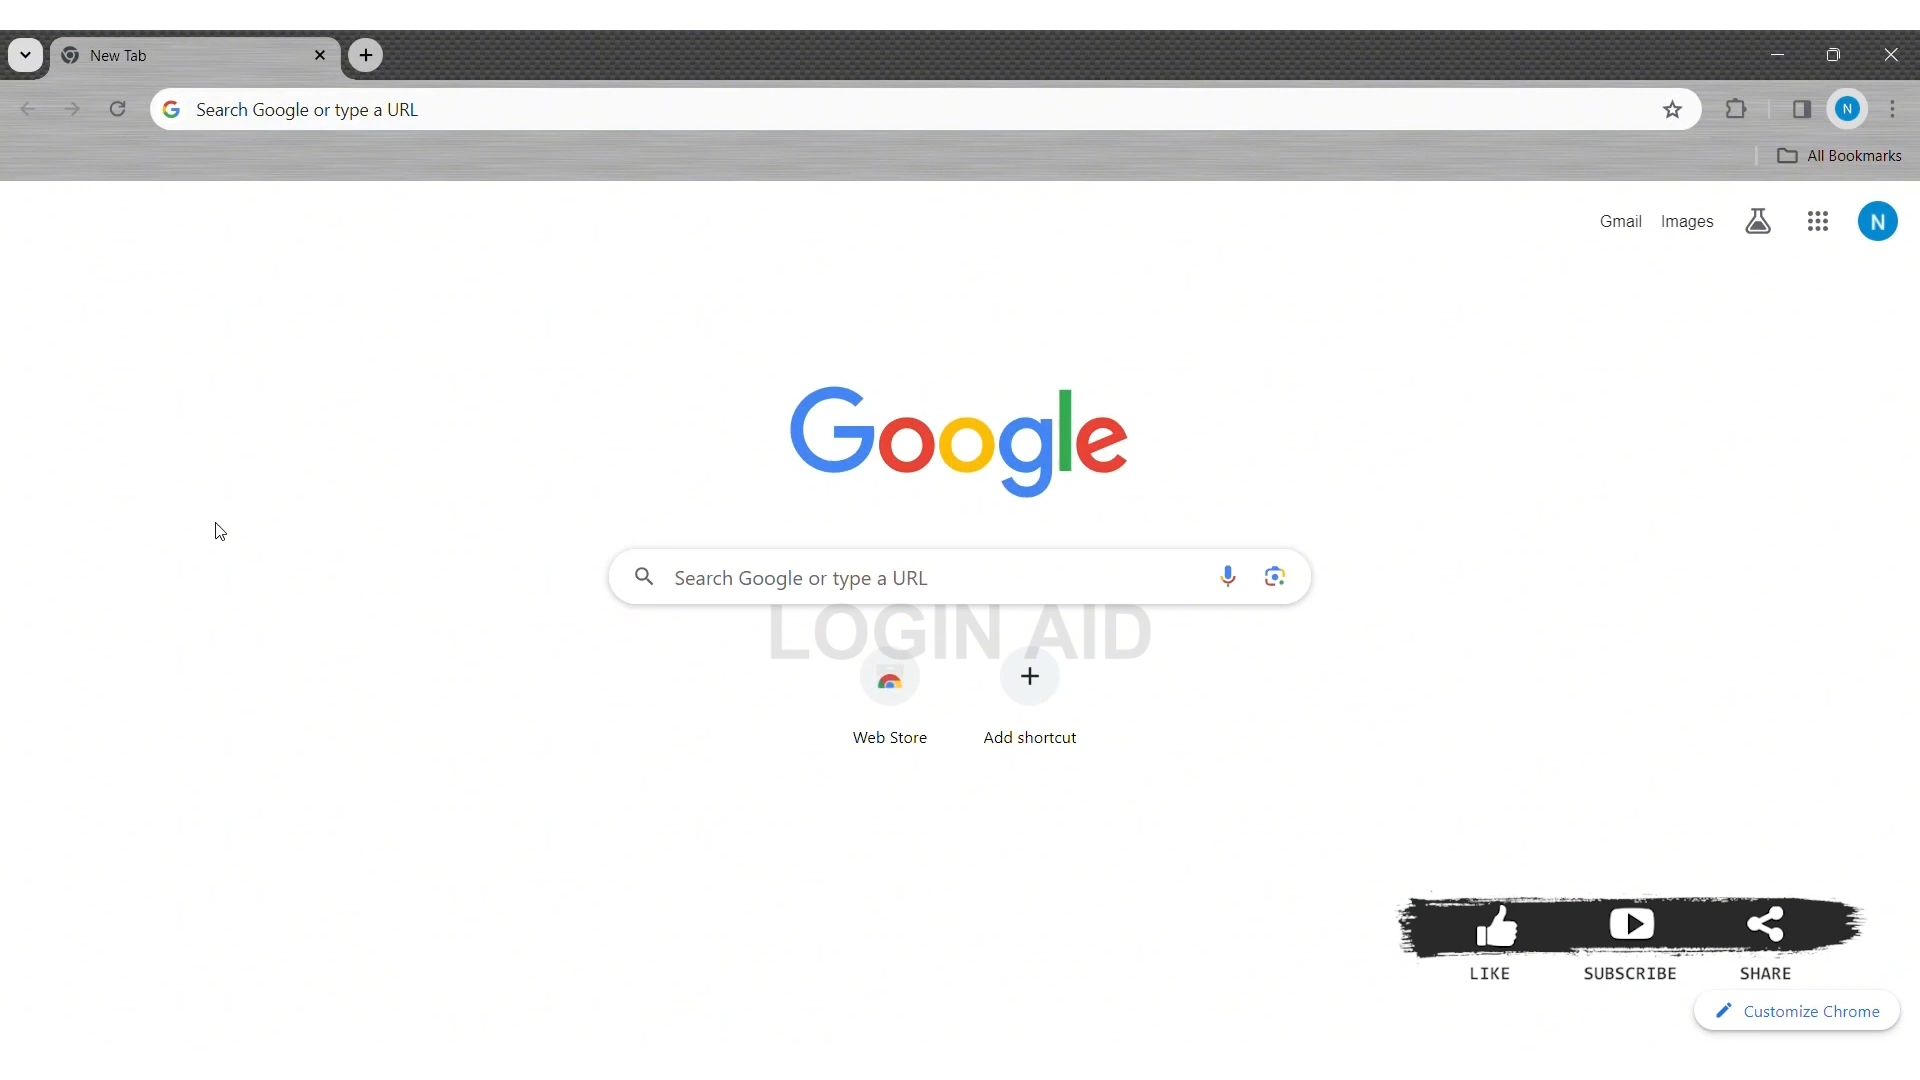 New Tab
Search Google or type a URL
N
All Bookmarks
Gmail Images
N
Google
Search Google or type a URL
LOGIN AID
Web Store Add shortcut
LIKE SUBSCRIBE SHARE
Customize Chrome